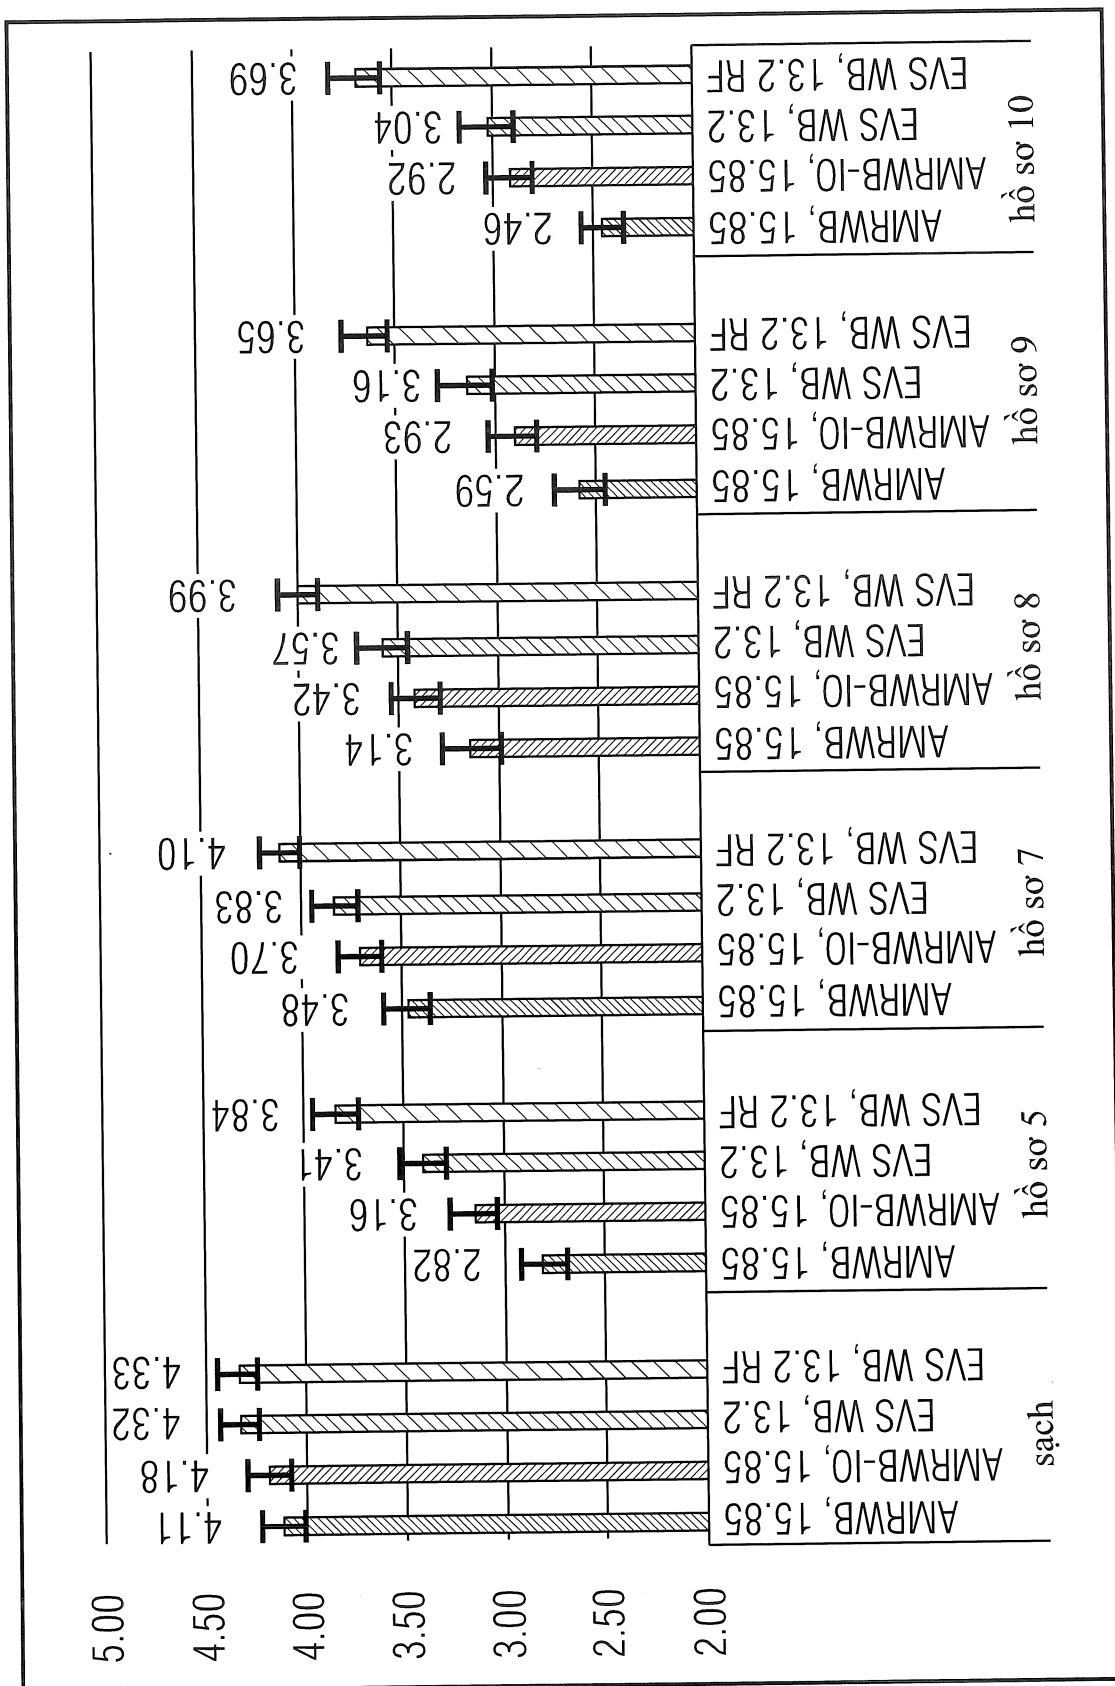 5.00
4.50
4.00
3.50
3.00
2.50
2.00
4.11
4.18
4.32
4.33
2.82
3.16
3.41
3.84
3.48
3.70
3.83
4.10
3.14
3.42
3.57
3.99
2.59
2.93
3.16
3.65
2.46
2.92
3.04
3.69
AMRWB, 15.85
AMRWB-IO, 15.85
EVS WB, 13.2
EVS WB, 13.2 RF
AMRWB, 15.85
AMRWB-IO, 15.85
EVS WB, 13.2
EVS WB, 13.2 RF
AMRWB, 15.85
AMRWB-IO, 15.85
EVS WB, 13.2
EVS WB, 13.2 RF
AMRWB, 15.85
AMRWB-IO, 15.85
EVS WB, 13.2
EVS WB, 13.2 RF
AMRWB, 15.85
AMRWB-IO, 15.85
EVS WB, 13.2
EVS WB, 13.2 RF
AMRWB, 15.85
AMRWB-IO, 15.85
EVS WB, 13.2
EVS WB, 13.2 RF
sạch
hồ sơ 5
hồ sơ 7
hồ sơ 8
hồ sơ 9
hồ sơ 10